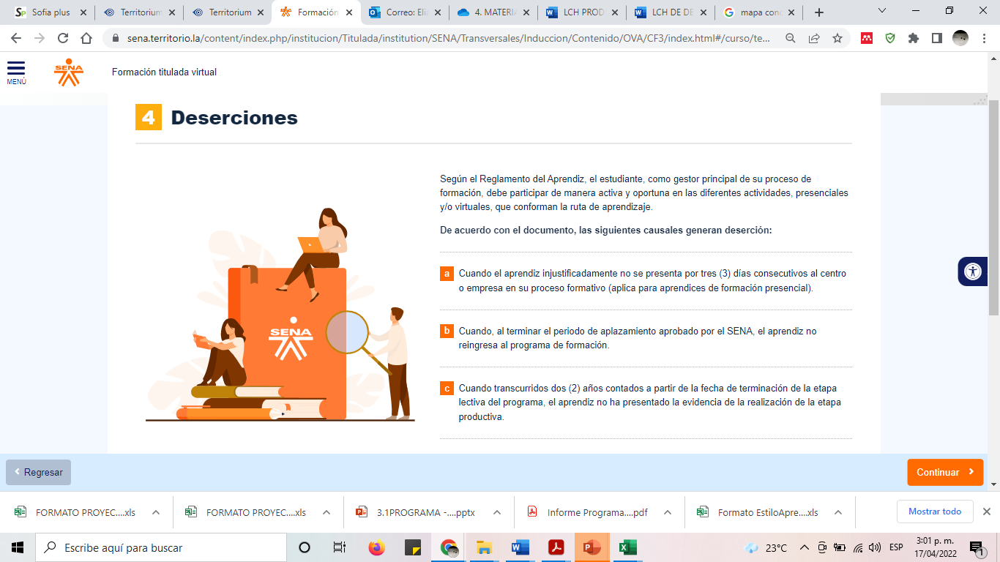 Sofia plus
Territorium
Territorium
Formación
Correo: Eli
4. MATERIA
LCH PROD
LCH DE DE
mapa conc
sena.territorio.la/content/index.php/institucion/Titulada/institution/SENA/Transversales/Induccion/Contenido/OVA/CF3/index.html#/curso/te...
MENÚ
SENA
Formación titulada virtual
4 Deserciones
Según el Reglamento del Aprendiz, el estudiante, como gestor principal de su proceso de
formación, debe participar de manera activa y oportuna en las diferentes actividades, presenciales
y/o virtuales, que conforman la ruta de aprendizaje.
De acuerdo con el documento, las siguientes causales generan deserción:
a Cuando el aprendiz injustificadamente no se presenta por tres (3) días consecutivos al centro
o empresa en su proceso formativo (aplica para aprendices de formación presencial).
b Cuando, al terminar el periodo de aplazamiento aprobado por el SENA, el aprendiz no
reingresa al programa de formación.
c Cuando transcurridos dos (2) años contados a partir de la fecha de terminación de la etapa
lectiva del programa, el aprendiz no ha presentado la evidencia de la realización de la etapa
productiva.
SENA
Regresar
Continuar
FORMATO PROYEC....xls
FORMATO PROYEC....xls
3.1PROGRAMA -....pptx
Informe Programa....pdf
Formato EstiloApre....xls
Mostrar todo
Escribe aquí para buscar
23°C
ESP
3:01 p. m.
17/04/2022
1